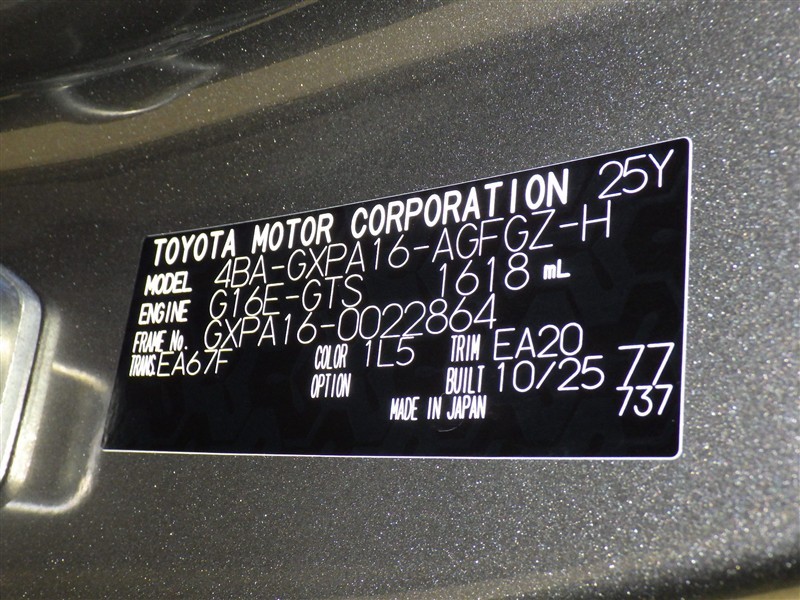 TOYOTA MOTOR CORPORATION 25Y
MODEL 4BA-GXPA16-AGFGZ-H
ENGINE G16E-GTS 1618 mL
FRAME No. GXPA16-0022864
TRANS. EA67F COLOR 1L5 TRIM EA20
OPTION BUILT 10/25 77
MADE IN JAPAN 737